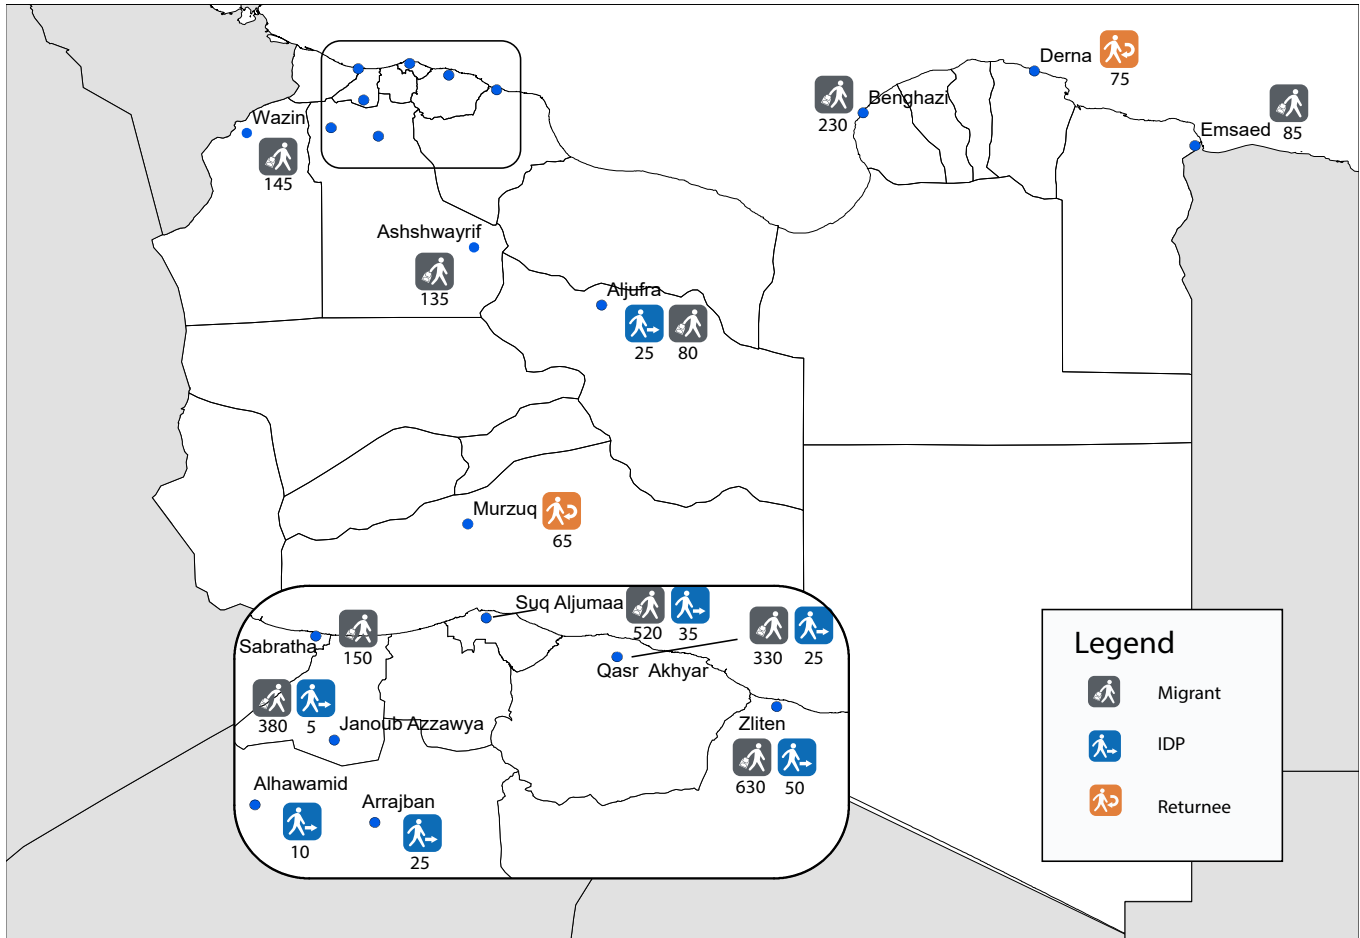 Derna
75
Benghazi
230
Emsaed
85
Wazin
145
Ashshwayrif
135
Aljufra
25 80
Murzuq
65
Suq Aljumaa
520 35
Sabratha
150
Qasr Akhyar
330 25
380 5
Janoub Azzawya
Zliten
630 50
Alhawamid
10
Arrajban
25
Legend
Migrant
IDP
Returnee